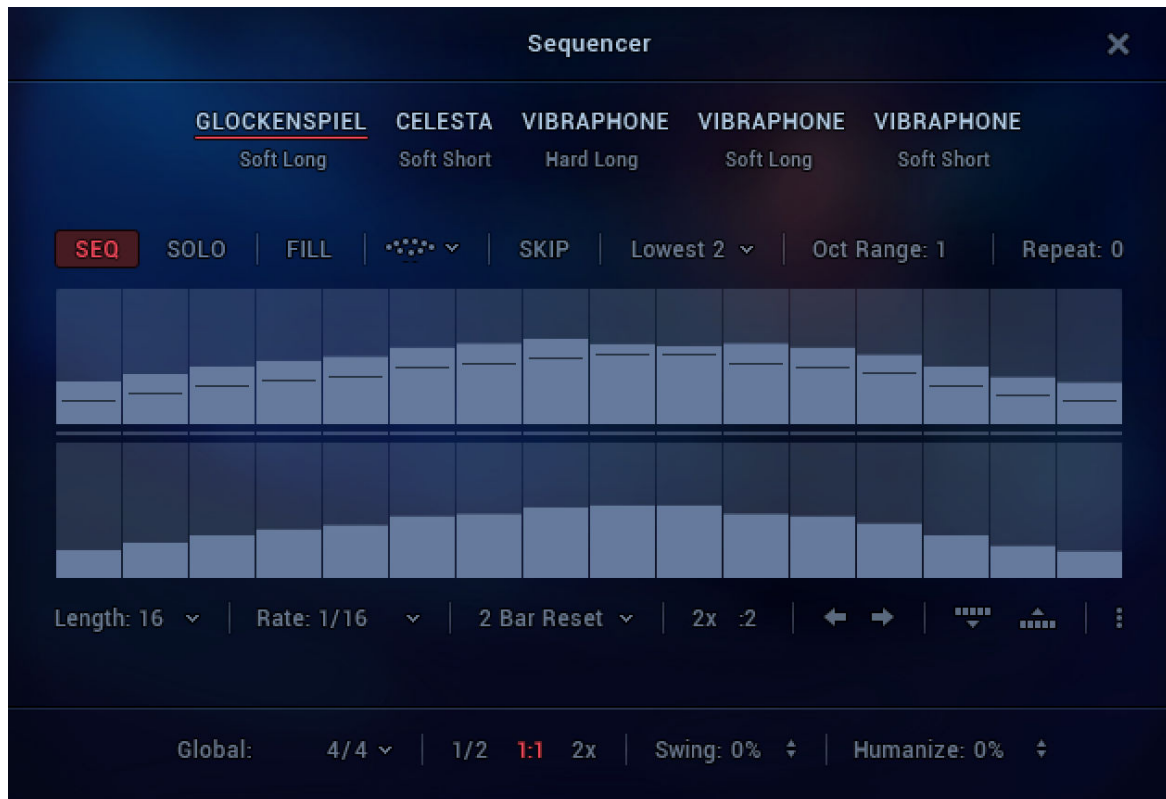 Sequencer
GLOCKENSPIEL CELESTA VIBRAPHONE VIBRAPHONE VIBRAPHONE
Soft Long Soft Short Hard Long Soft Long Soft Short
SEQ SOLO FILL SKIP Lowest 2 Oct Range: 1 Repeat: 0
Length: 16 Rate: 1/16 2 Bar Reset 2x :2
Global: 4/4 1/2 1:1 2x Swing: 0% Humanize: 0%